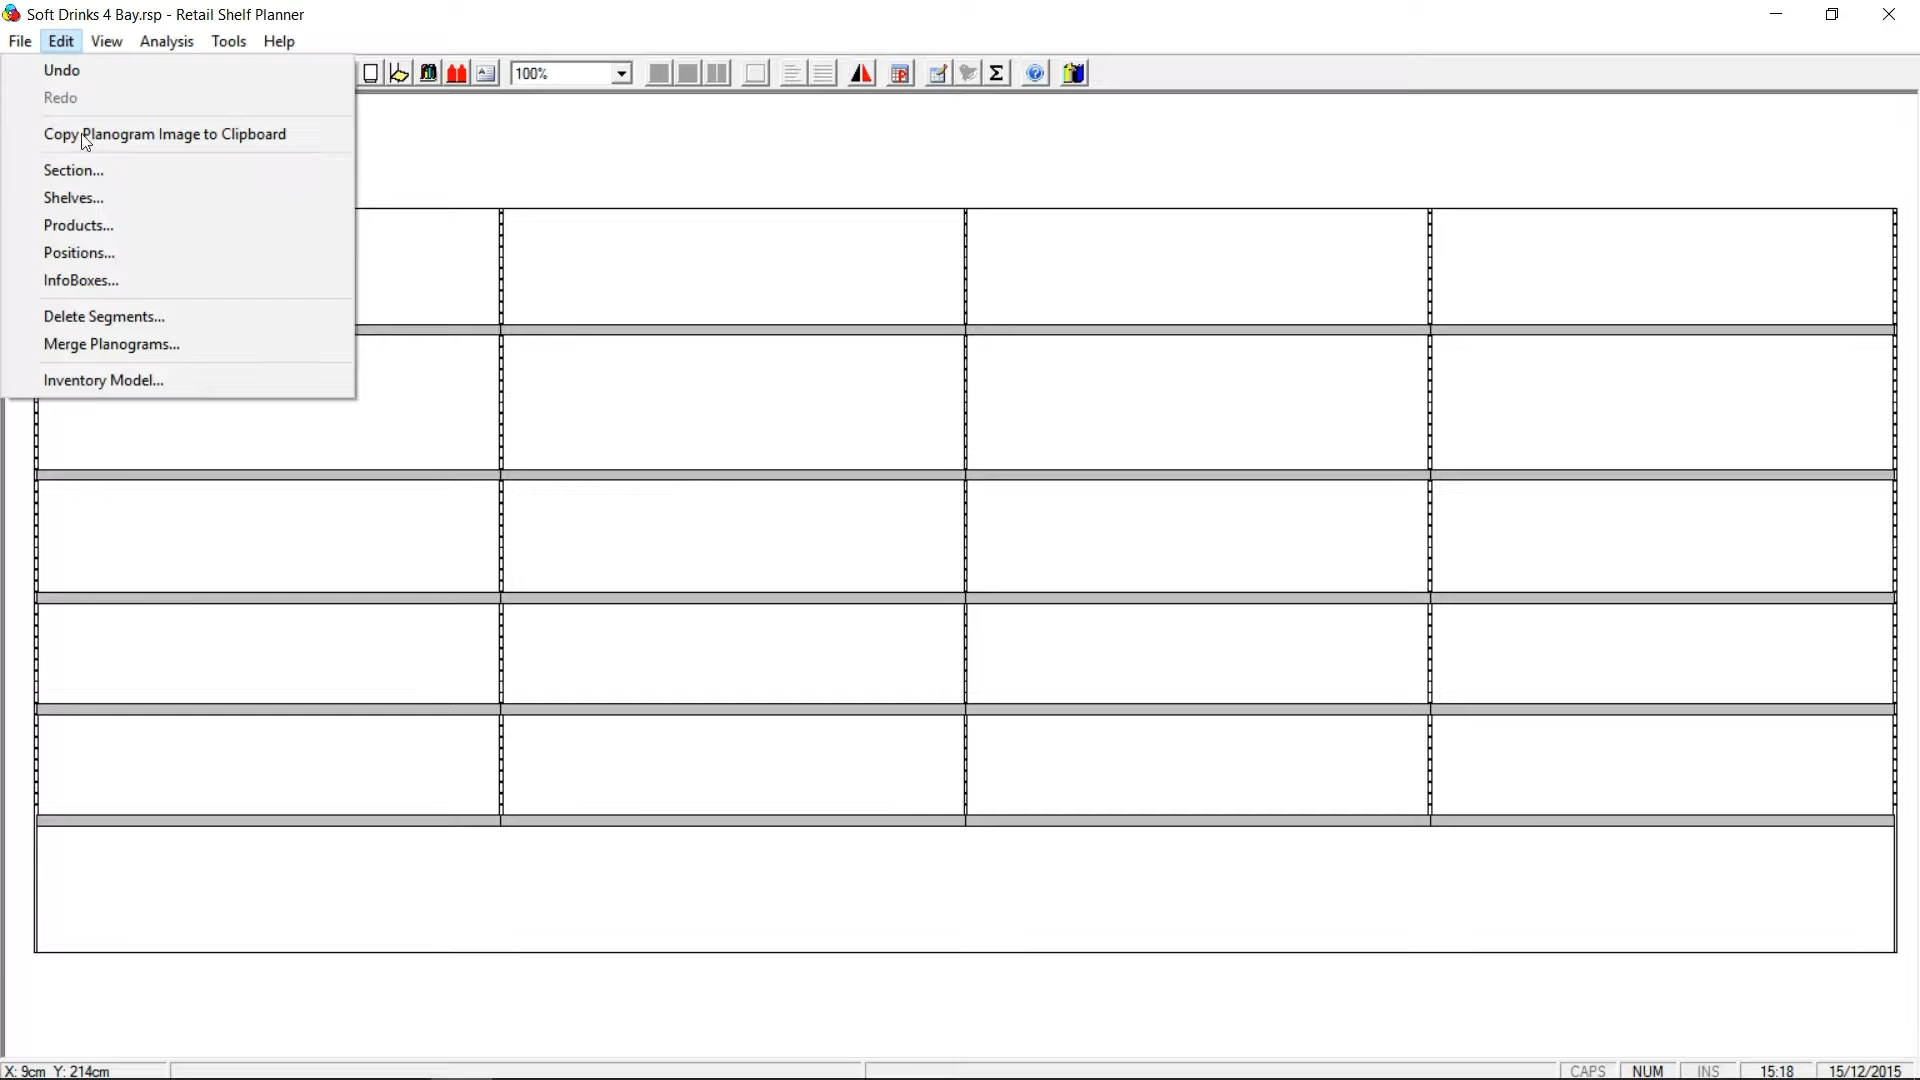 Soft Drinks 4 Bay.rsp - Retail Shelf Planner
File Edit View Analysis Tools Help
100%
Undo
Redo
Copy Planogram Image to Clipboard
Section...
Shelves...
Products...
Positions...
InfoBoxes...
Delete Segments...
Merge Planograms...
Inventory Model...
X: 9cm Y: 214cm CAPS NUM INS 15:18 15/12/2015